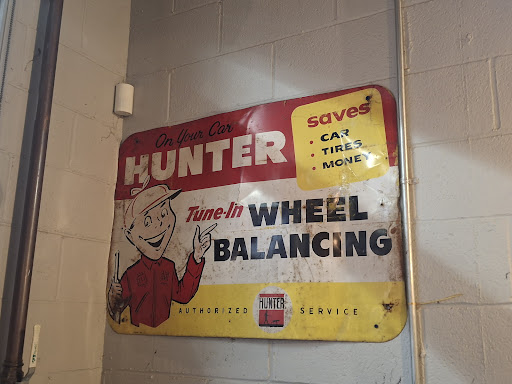 On Your Car
HUNTER
saves
• CAR
• TIRES
• MONEY
Tune-In WHEEL
BALANCING
AUTHORIZED HUNTER SERVICE